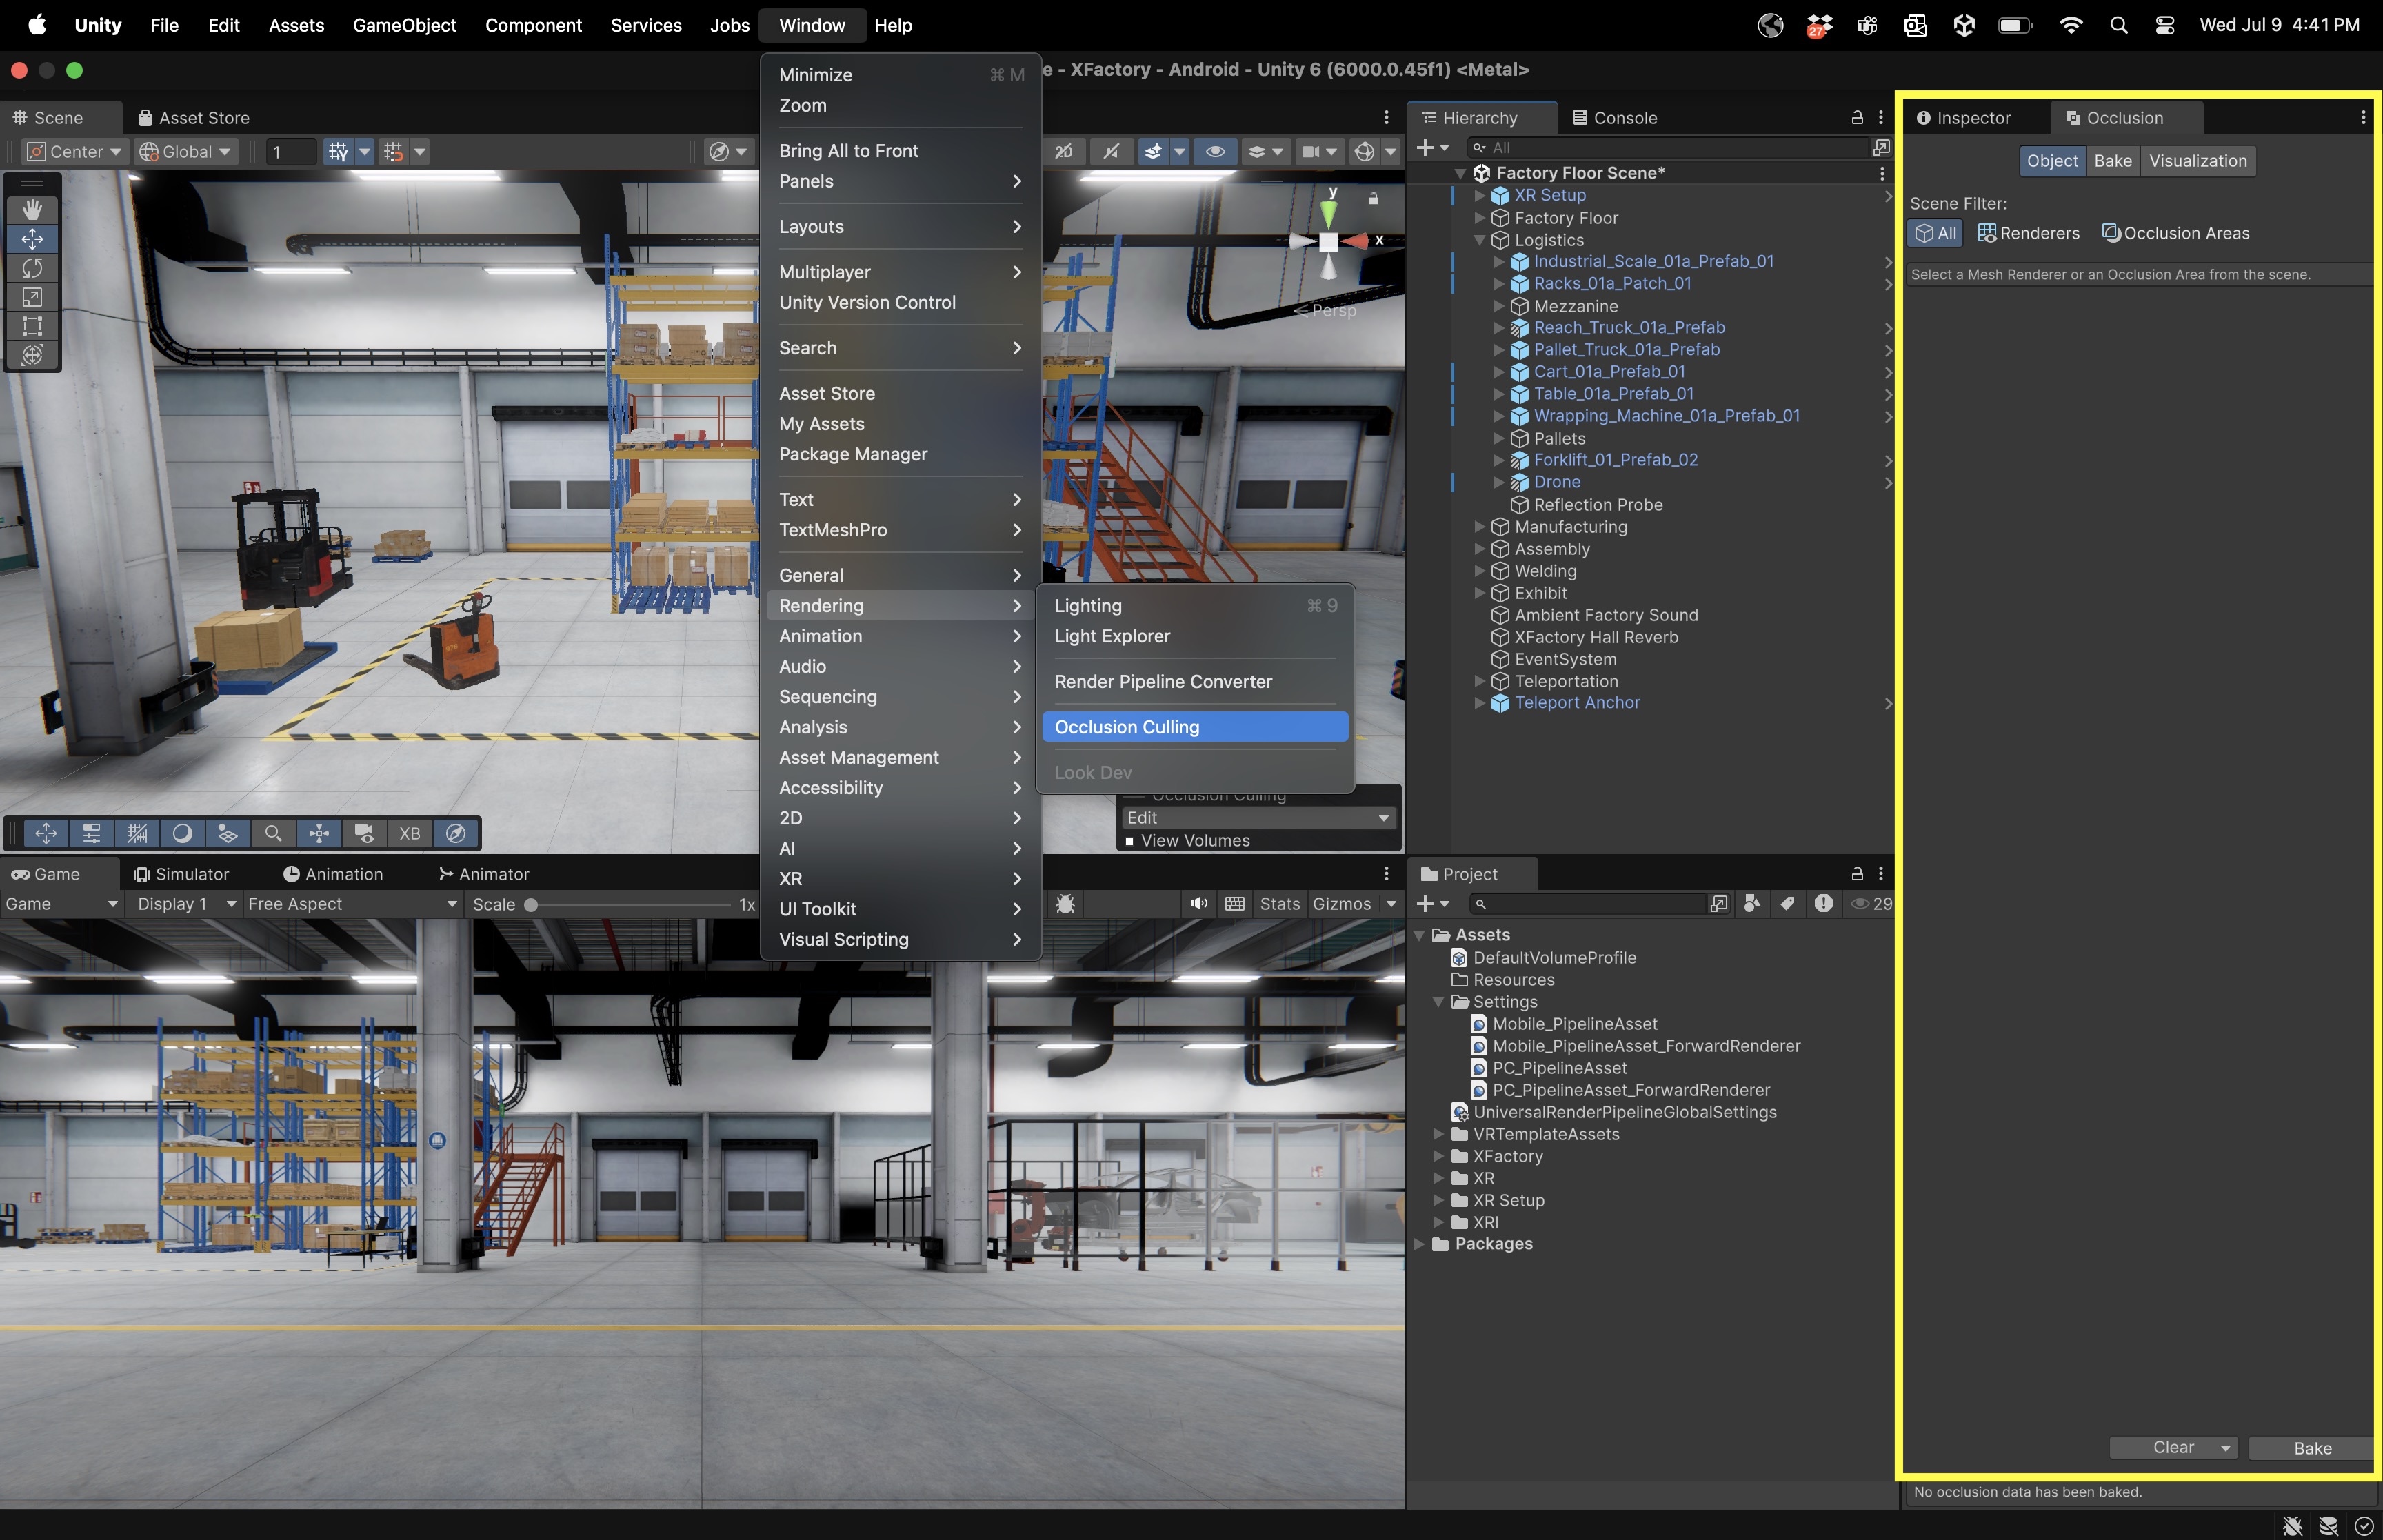 Unity File Edit Assets GameObject Component Services Jobs Window Help
27
Wed Jul 9 4:41 PM
e - XFactory - Android - Unity 6 (6000.0.45f1) <Metal>
Scene
Asset Store
Center
Global
1
2D
y
x
Persp
Minimize ⌘ M
Zoom
Bring All to Front
Panels
Layouts
Multiplayer
Unity Version Control
Search
Asset Store
My Assets
Package Manager
Text
TextMeshPro
General
Rendering
Animation
Audio
Sequencing
Analysis
Asset Management
Accessibility
2D
AI
XR
UI Toolkit
Visual Scripting
Lighting ⌘ 9
Light Explorer
Render Pipeline Converter
Occlusion Culling
Look Dev
Occlusion Culling
Edit
View Volumes
XB
Hierarchy
Console
All
Factory Floor Scene*
XR Setup
Factory Floor
Logistics
Industrial_Scale_01a_Prefab_01
Racks_01a_Patch_01
Mezzanine
Reach_Truck_01a_Prefab
Pallet_Truck_01a_Prefab
Cart_01a_Prefab_01
Table_01a_Prefab_01
Wrapping_Machine_01a_Prefab_01
Pallets
Forklift_01_Prefab_02
Drone
Reflection Probe
Manufacturing
Assembly
Welding
Exhibit
Ambient Factory Sound
XFactory Hall Reverb
EventSystem
Teleportation
Teleport Anchor
Inspector
Occlusion
Object Bake Visualization
Scene Filter:
All Renderers Occlusion Areas
Select a Mesh Renderer or an Occlusion Area from the scene.
Clear
Bake
No occlusion data has been baked.
Game
Simulator
Animation
Animator
Game
Display 1
Free Aspect
Scale
1x
Stats
Gizmos
Project
29
Assets
DefaultVolumeProfile
Resources
Settings
Mobile_PipelineAsset
Mobile_PipelineAsset_ForwardRenderer
PC_PipelineAsset
PC_PipelineAsset_ForwardRenderer
UniversalRenderPipelineGlobalSettings
VRTemplateAssets
XFactory
XR
XR Setup
XRI
Packages